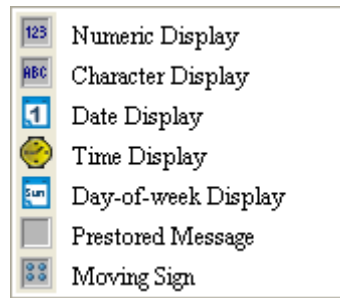 123 Numeric Display
ABC Character Display
1 Date Display
Time Display
Sun Day-of-week Display
Prestored Message
Moving Sign